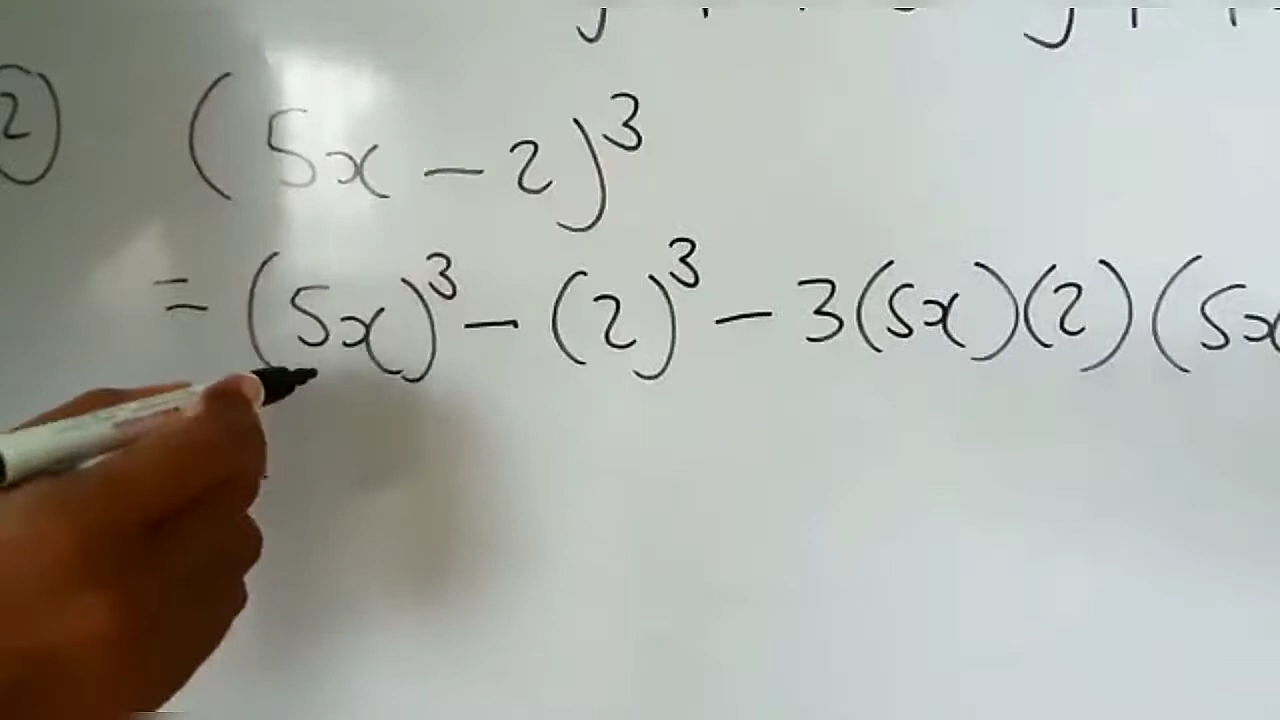 2) (5x - 2)³
= (5x)³ - (2)³ - 3(5x)(2)(5x